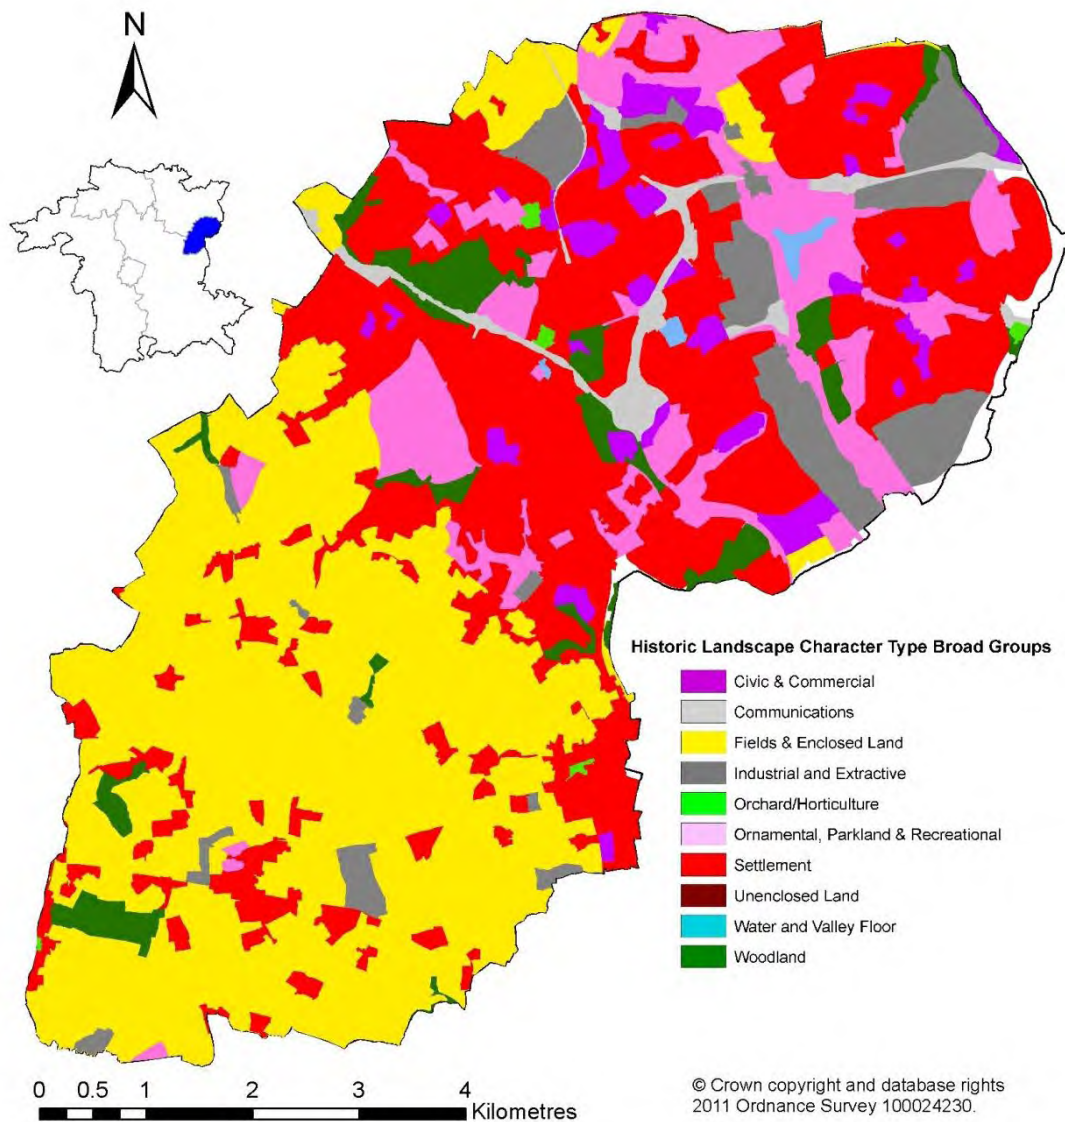 N
Historic Landscape Character Type Broad Groups
Civic & Commercial
Communications
Fields & Enclosed Land
Industrial and Extractive
Orchard/Horticulture
Ornamental, Parkland & Recreational
Settlement
Unenclosed Land
Water and Valley Floor
Woodland
0 0.5 1 2 3 4
Kilometres
© Crown copyright and database rights
2011 Ordnance Survey 100024230.